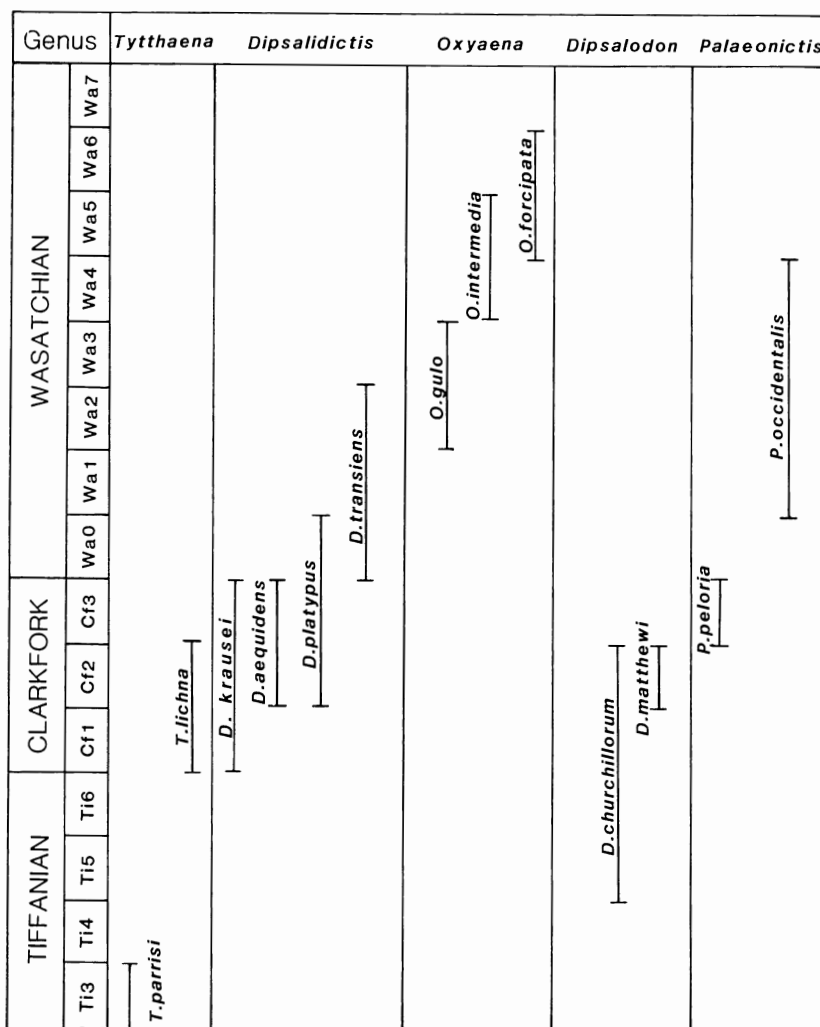 Genus Tytthaena Dipsalidictis Oxyaena Dipsalodon Palaeonictis
WASATCHIAN
Wa7
Wa6
Wa5
Wa4
Wa3
Wa2
Wa1
Wa0
CLARKFORK
Cf3
Cf2
Cf1
TIFFANIAN
Ti6
Ti5
Ti4
Ti3
T.parrisi
T.lichna
D. krausei
D.aequidens
D.platypus
D.transiens
O.gulo
O.intermedia
O.forcipata
D.churchillorum
D.matthewi
P.peloria
P.occidentalis